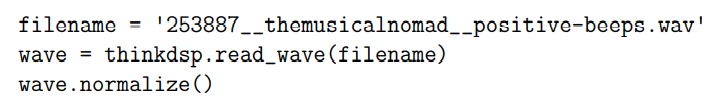 filename = '253887__themusicalnomad__positive-beeps.wav'
wave = thinkdsp.read_wave(filename)
wave.normalize()